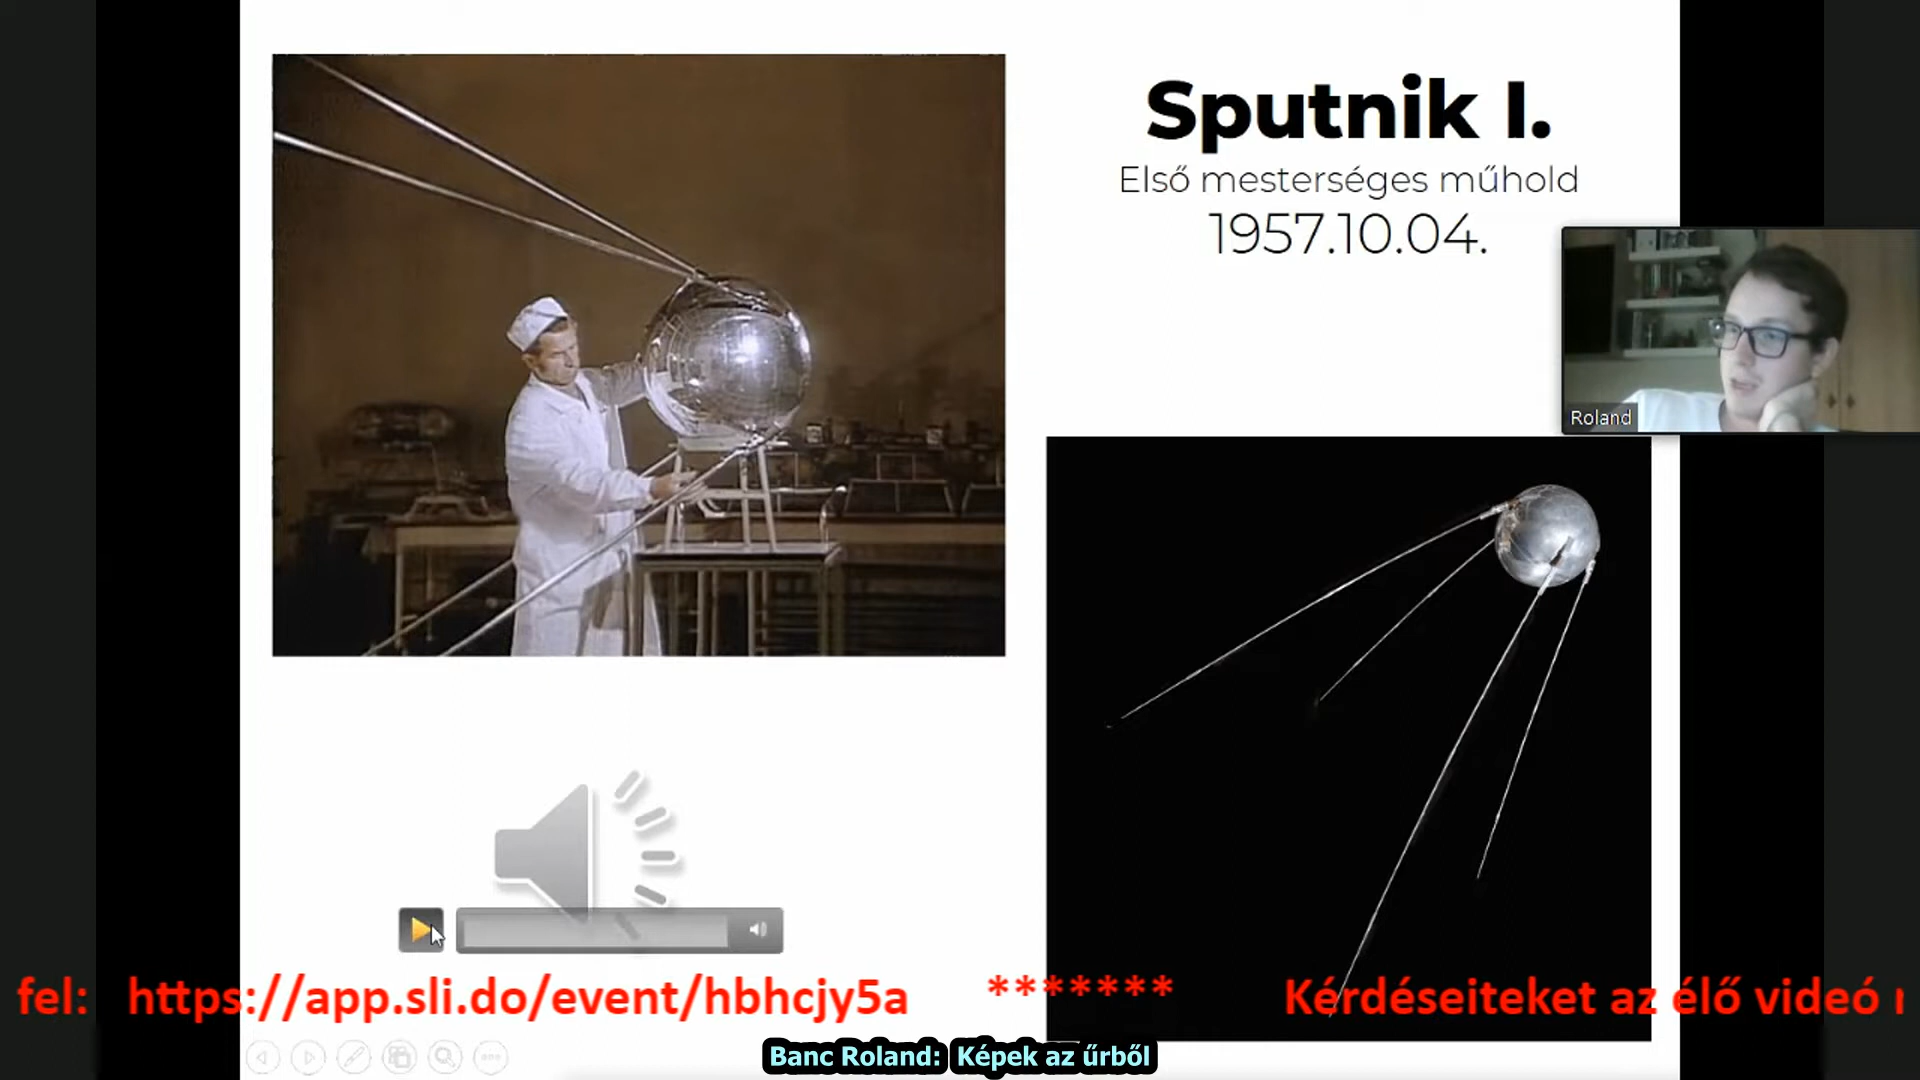 Sputnik I.
Első mesterséges műhold
1957.10.04.
Roland
fel: https://app.sli.do/event/hbhcjy5a ******* Kérdéseiteket az élő videó
Banc Roland: Képek az űrből